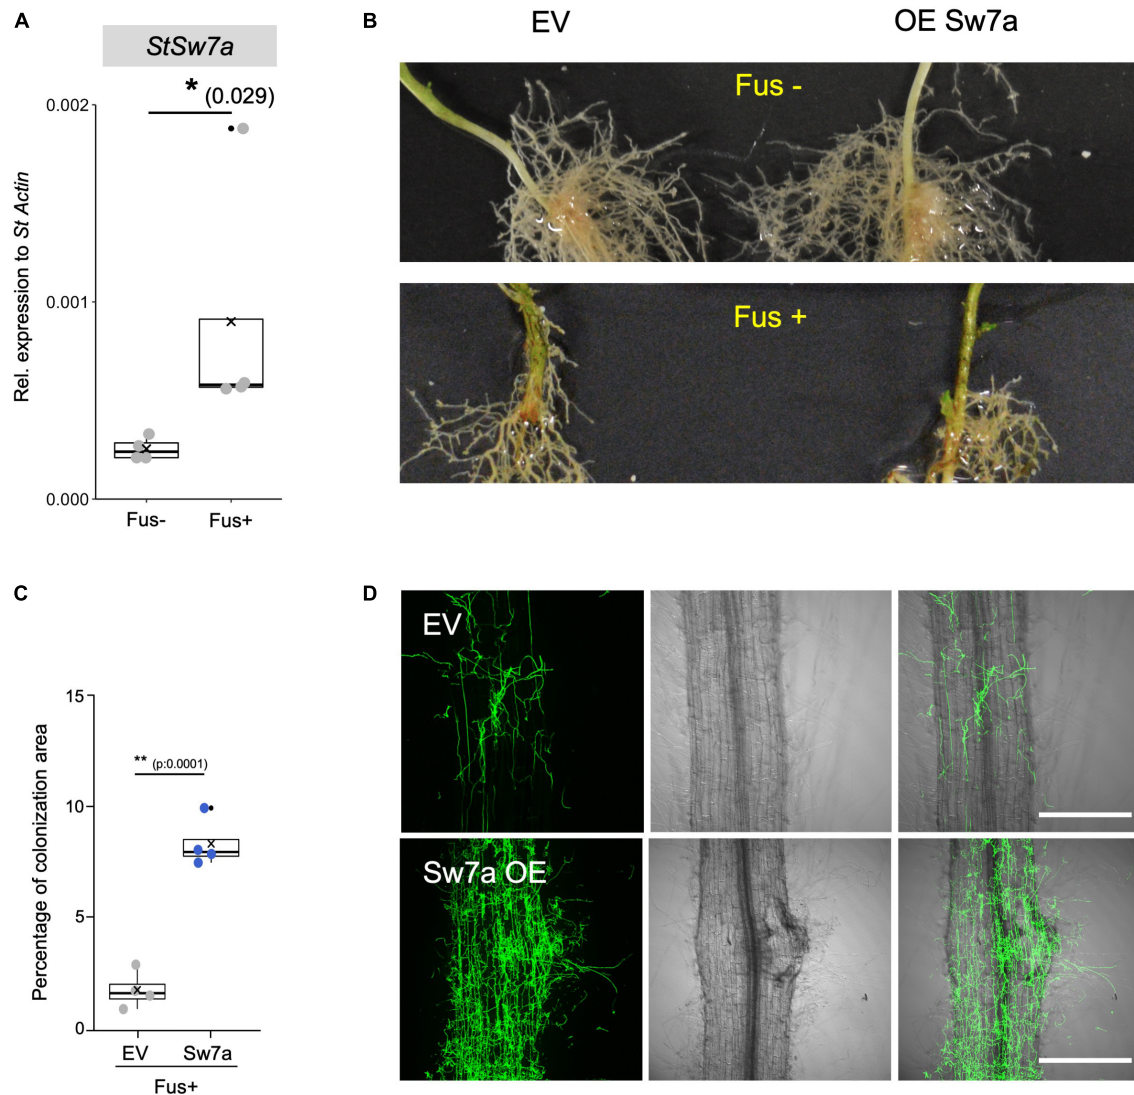 A
StSw7a
* (0.029)
0.002
0.001
0.000
Rel. expression to St Actin
Fus- Fus+
B
EV OE Sw7a
Fus -
Fus +
C
15
10
5
0
Percentage of colonization area
** (p:0.0001)
EV Sw7a
Fus+
D
EV
Sw7a OE